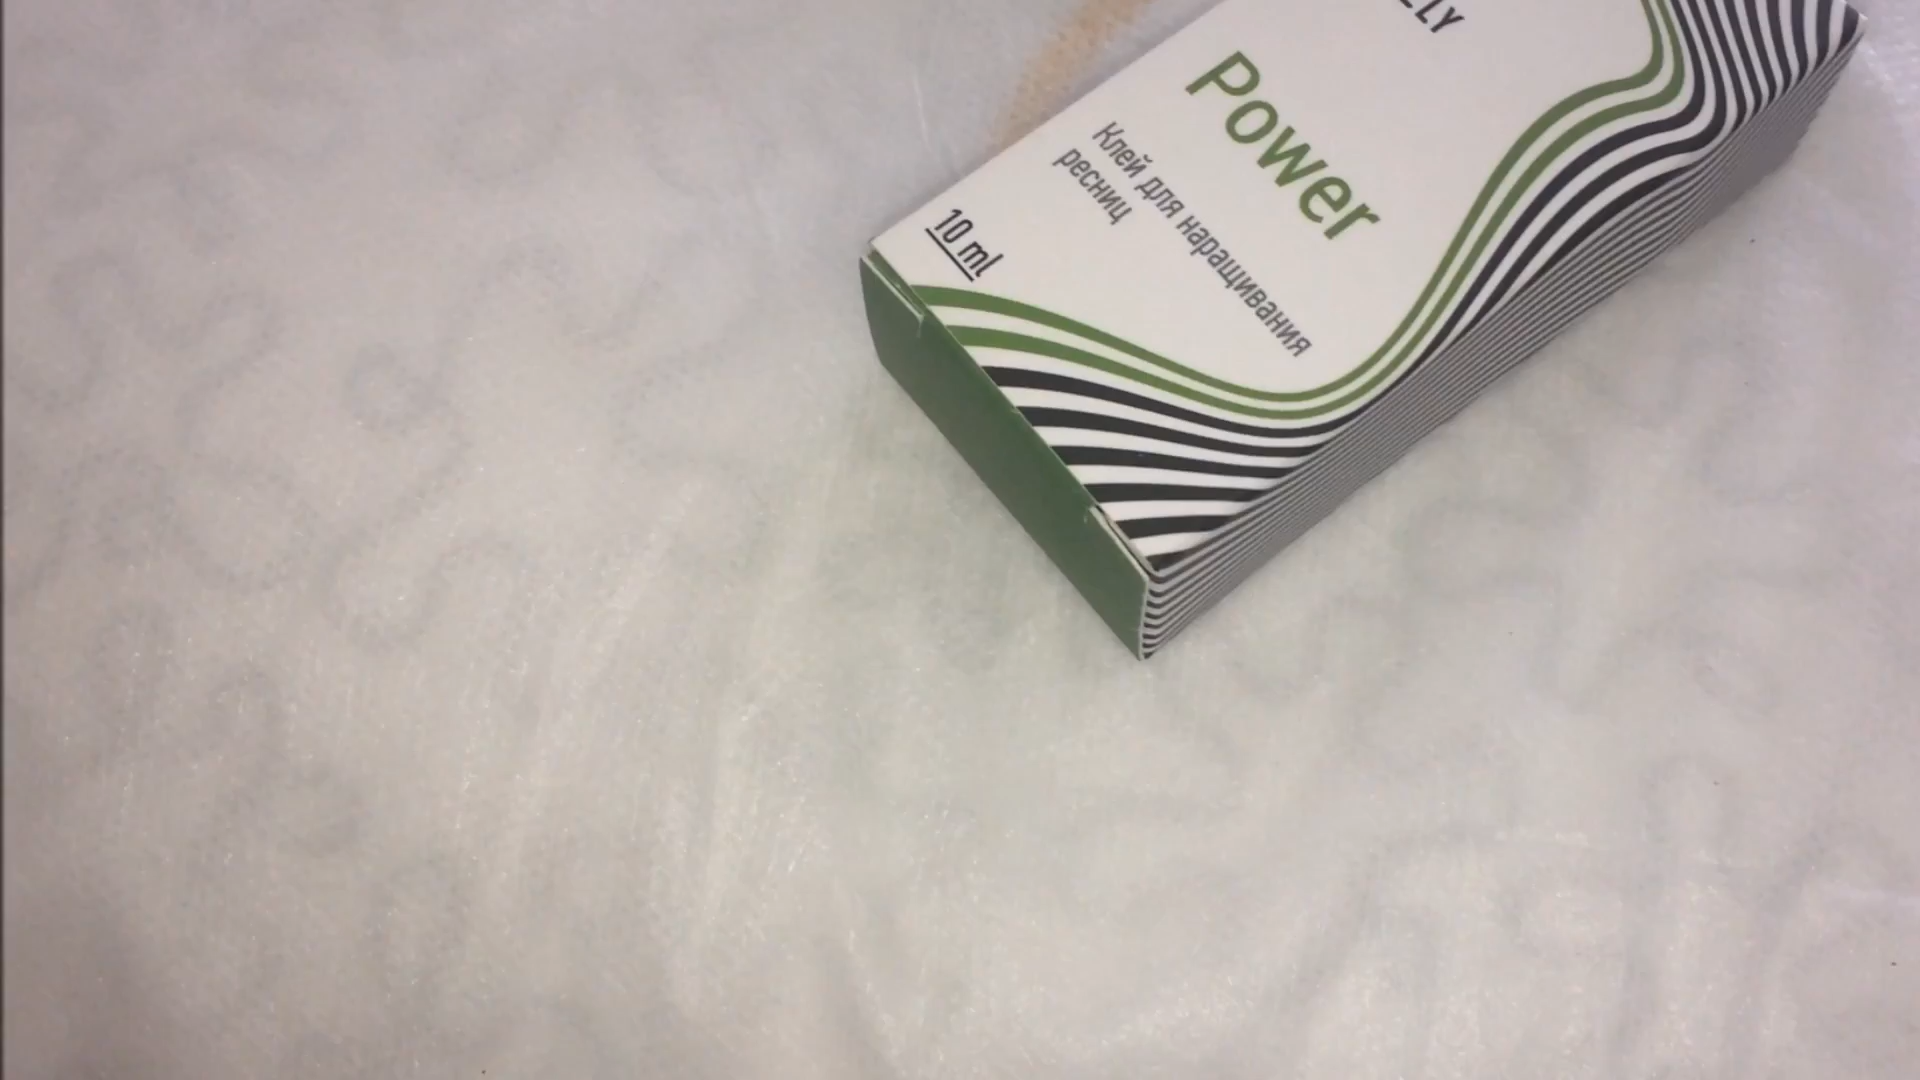 Power
Клей для наращивания
ресниц
10 ml